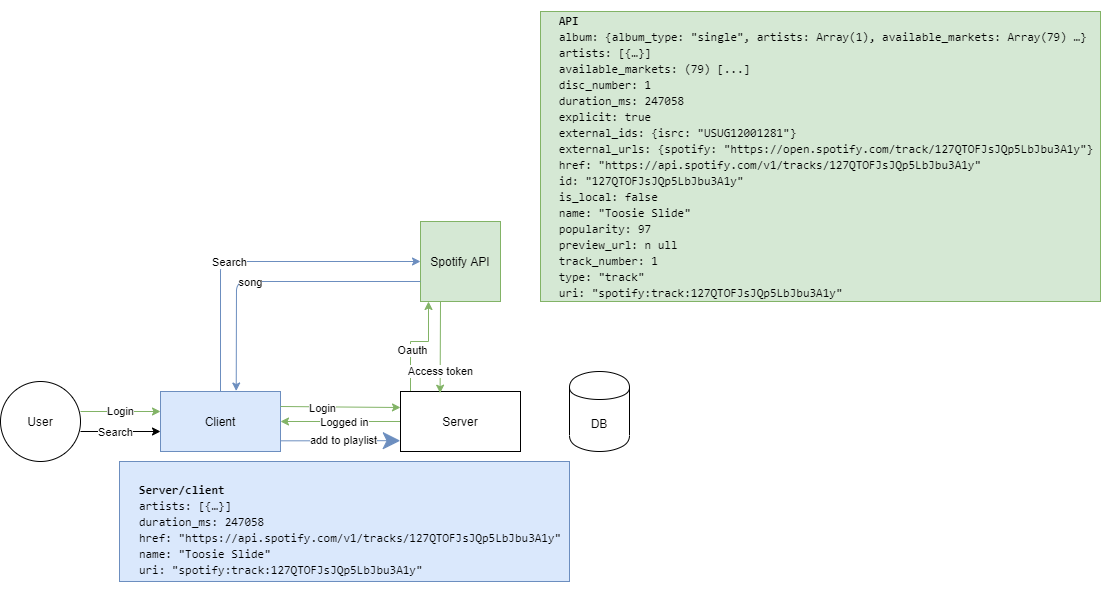 API
album: {album_type: "single", artists: Array(1), available_markets: Array(79) …}
artists: [{…}]
available_markets: (79) [...]
disc_number: 1
duration_ms: 247058
explicit: true
external_ids: {isrc: "USUG12001281"}
external_urls: {spotify: "https://open.spotify.com/track/127QTOFJsJQp5LbJbu3A1y"}
href: "https://api.spotify.com/v1/tracks/127QTOFJsJQp5LbJbu3A1y"
id: "127QTOFJsJQp5LbJbu3A1y"
is_local: false
name: "Toosie Slide"
popularity: 97
preview_url: n ull
track_number: 1
type: "track"
uri: "spotify:track:127QTOFJsJQp5LbJbu3A1y"
Search
Spotify API
song
Oauth
Access token
User
Login
Search
Client
Login
Logged in
add to playlist
Server
DB
Server/client
artists: [{…}]
duration_ms: 247058
href: "https://api.spotify.com/v1/tracks/127QTOFJsJQp5LbJbu3A1y"
name: "Toosie Slide"
uri: "spotify:track:127QTOFJsJQp5LbJbu3A1y"